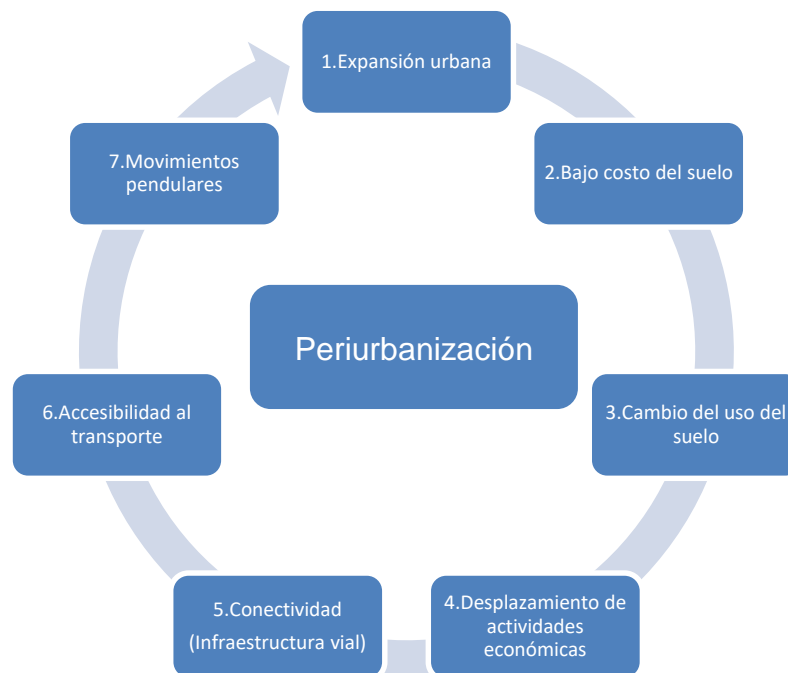 1.Expansión urbana
2.Bajo costo del suelo
3.Cambio del uso del
suelo
4.Desplazamiento de
actividades
económicas
5.Conectividad
(Infraestructura vial)
6.Accesibilidad al
transporte
7.Movimientos
pendulares
Periurbanización